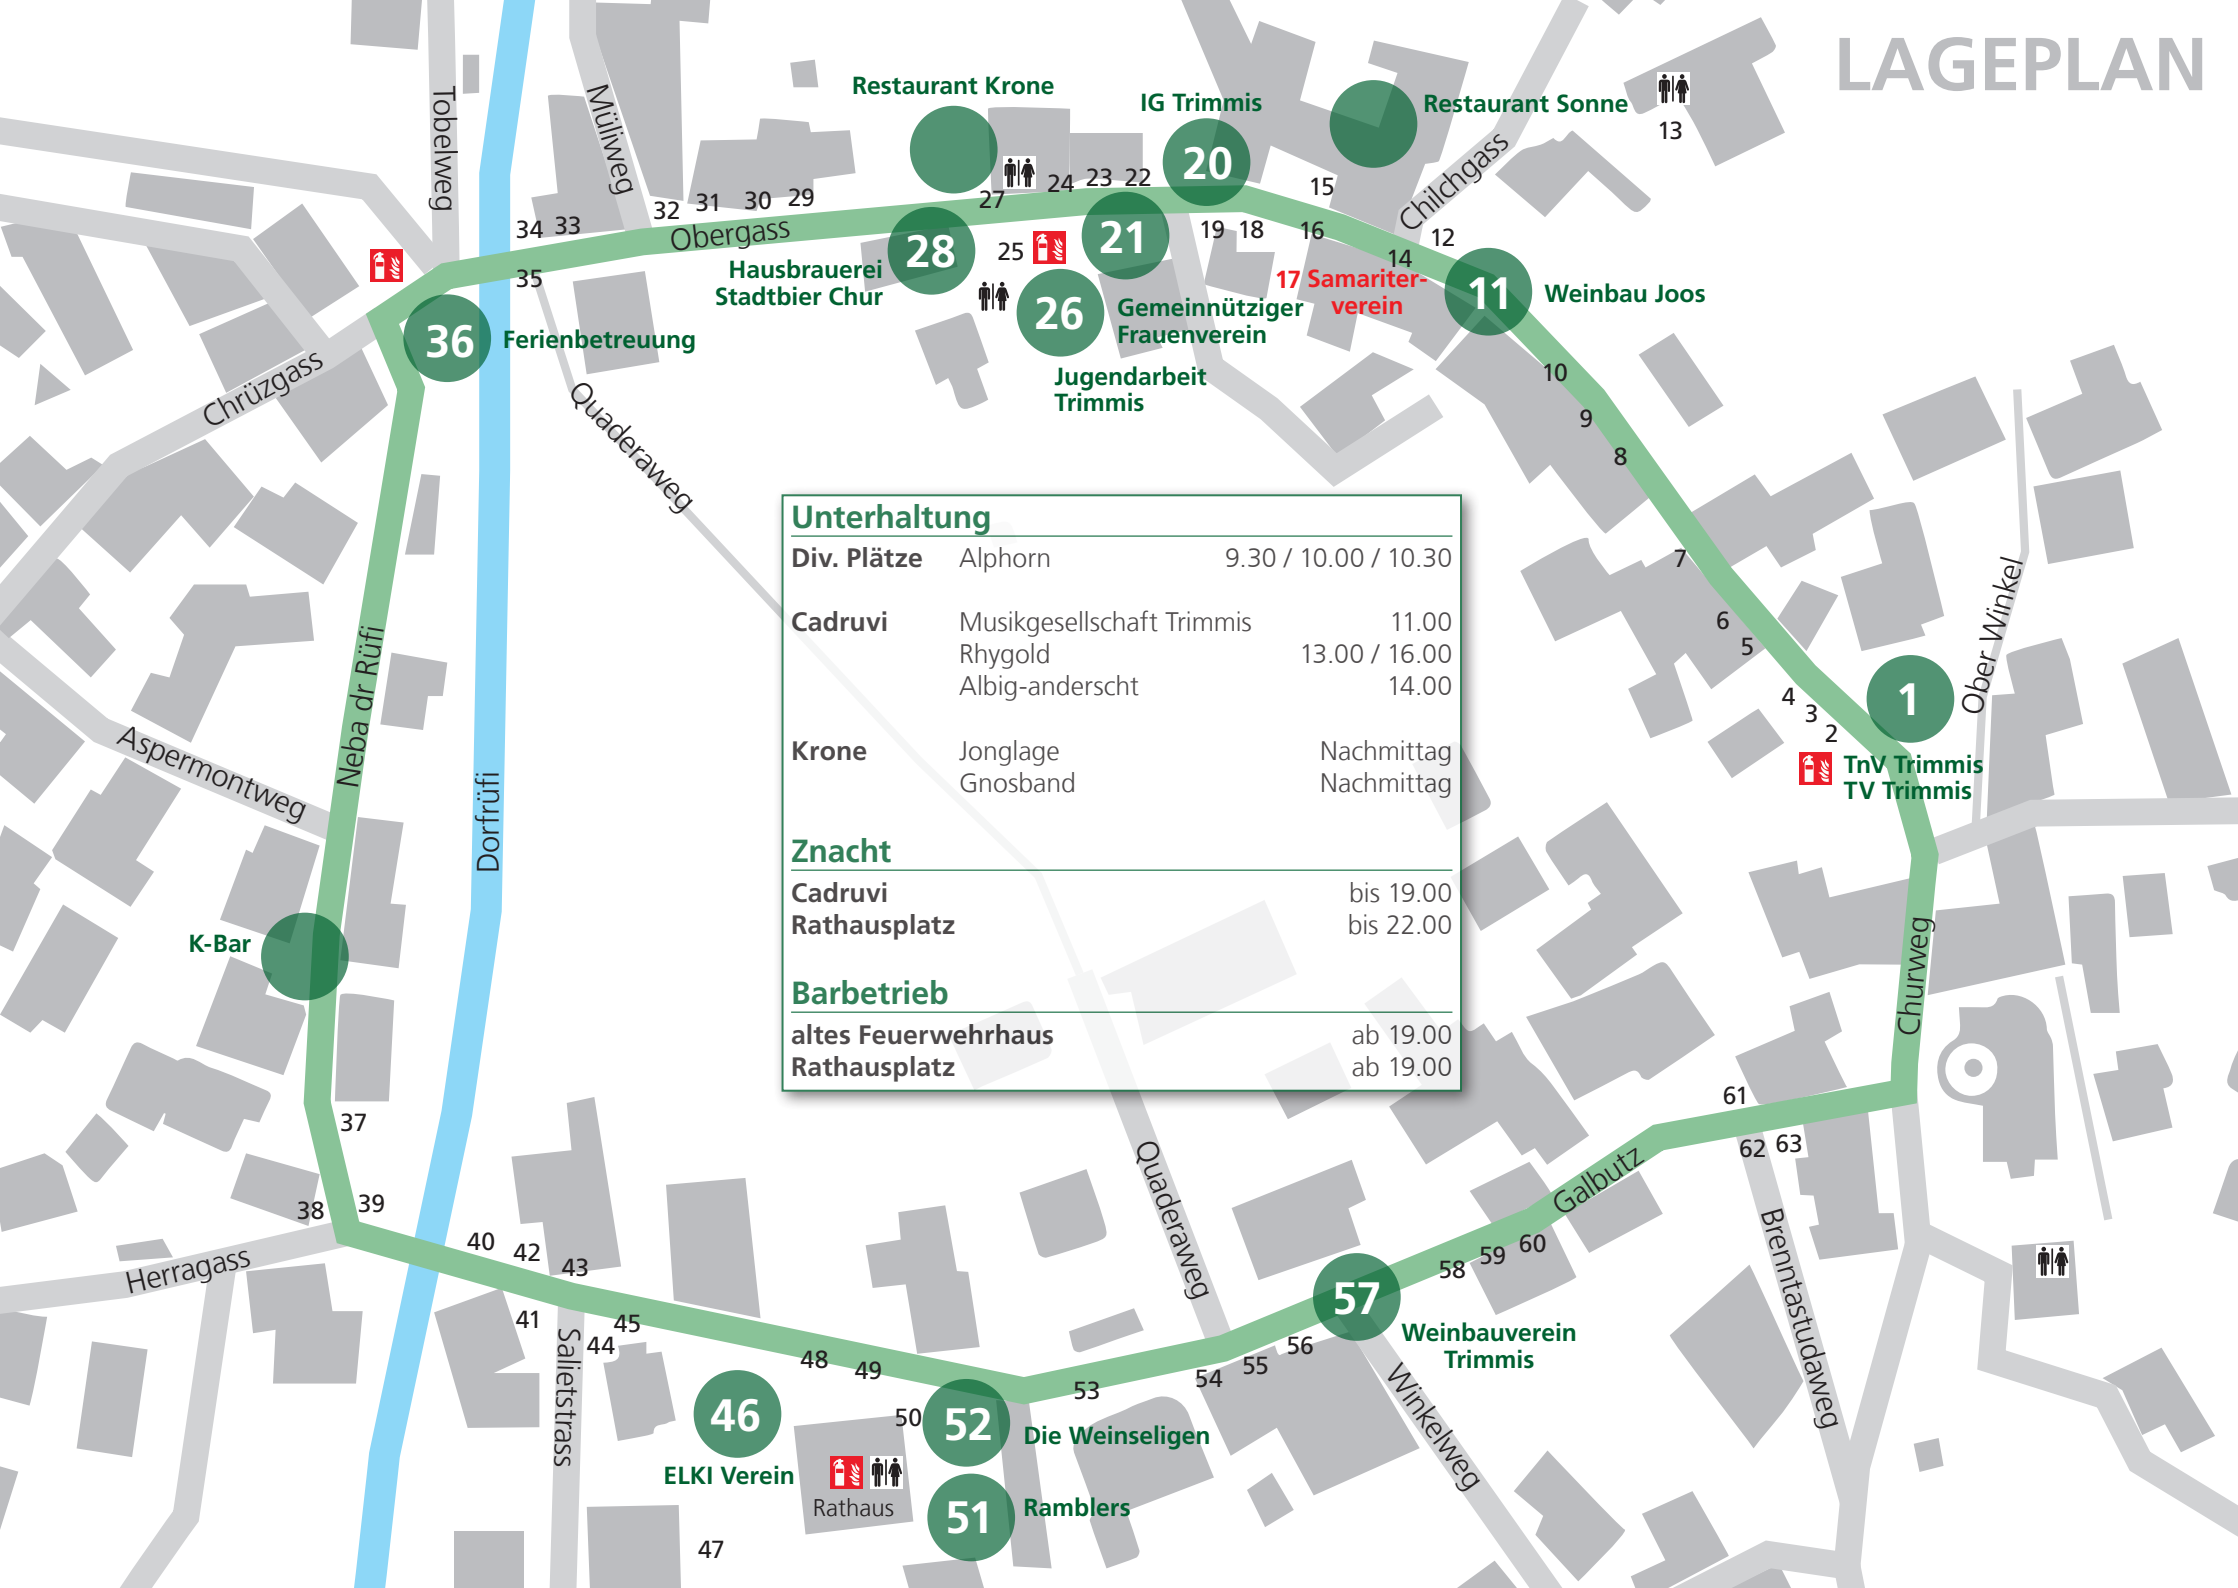 LAGEPLAN
Restaurant Krone
IG Trimmis
Restaurant Sonne
13
Tobelweg
Müliweg
Chilchgass
20
34 33
32 31 30 29
27
24 23 22
15
Obergass
28
25
21
19 18
16
12
14
35
Hausbrauerei
Stadtbier Chur
26
Gemeinnütziger
Frauenverein
17 Samariter-
verein
11
Weinbau Joos
36
Ferienbetreuung
Jugendarbeit
Trimmis
Chrüzgass
Quaderaweg
10
9
8
7
6
5
4
3
2
1
Ober Winkel
TnV Trimmis
TV Trimmis
Unterhaltung
Div. Plätze Alphorn 9.30 / 10.00 / 10.30
Cadruvi Musikgesellschaft Trimmis 11.00
Rhygold 13.00 / 16.00
Albig-anderscht 14.00
Krone Jonglage Nachmittag
Gnosband Nachmittag
Znacht
Cadruvi bis 19.00
Rathausplatz bis 22.00
Barbetrieb
altes Feuerwehrhaus ab 19.00
Rathausplatz ab 19.00
Neba dr Rüfi
Aspermontweg
Dorfrüfi
K-Bar
Churweg
37
38
39
Herragass
40
42
43
41
44
45
Salietstrass
46
ELKI Verein
47
48
49
50
52
Die Weinseligen
Rathaus
51
Ramblers
53
54
55
56
Quaderaweg
57
Weinbauverein
Trimmis
Winkelweg
58
59
60
Galbutz
61
62 63
Brenntastudaweg